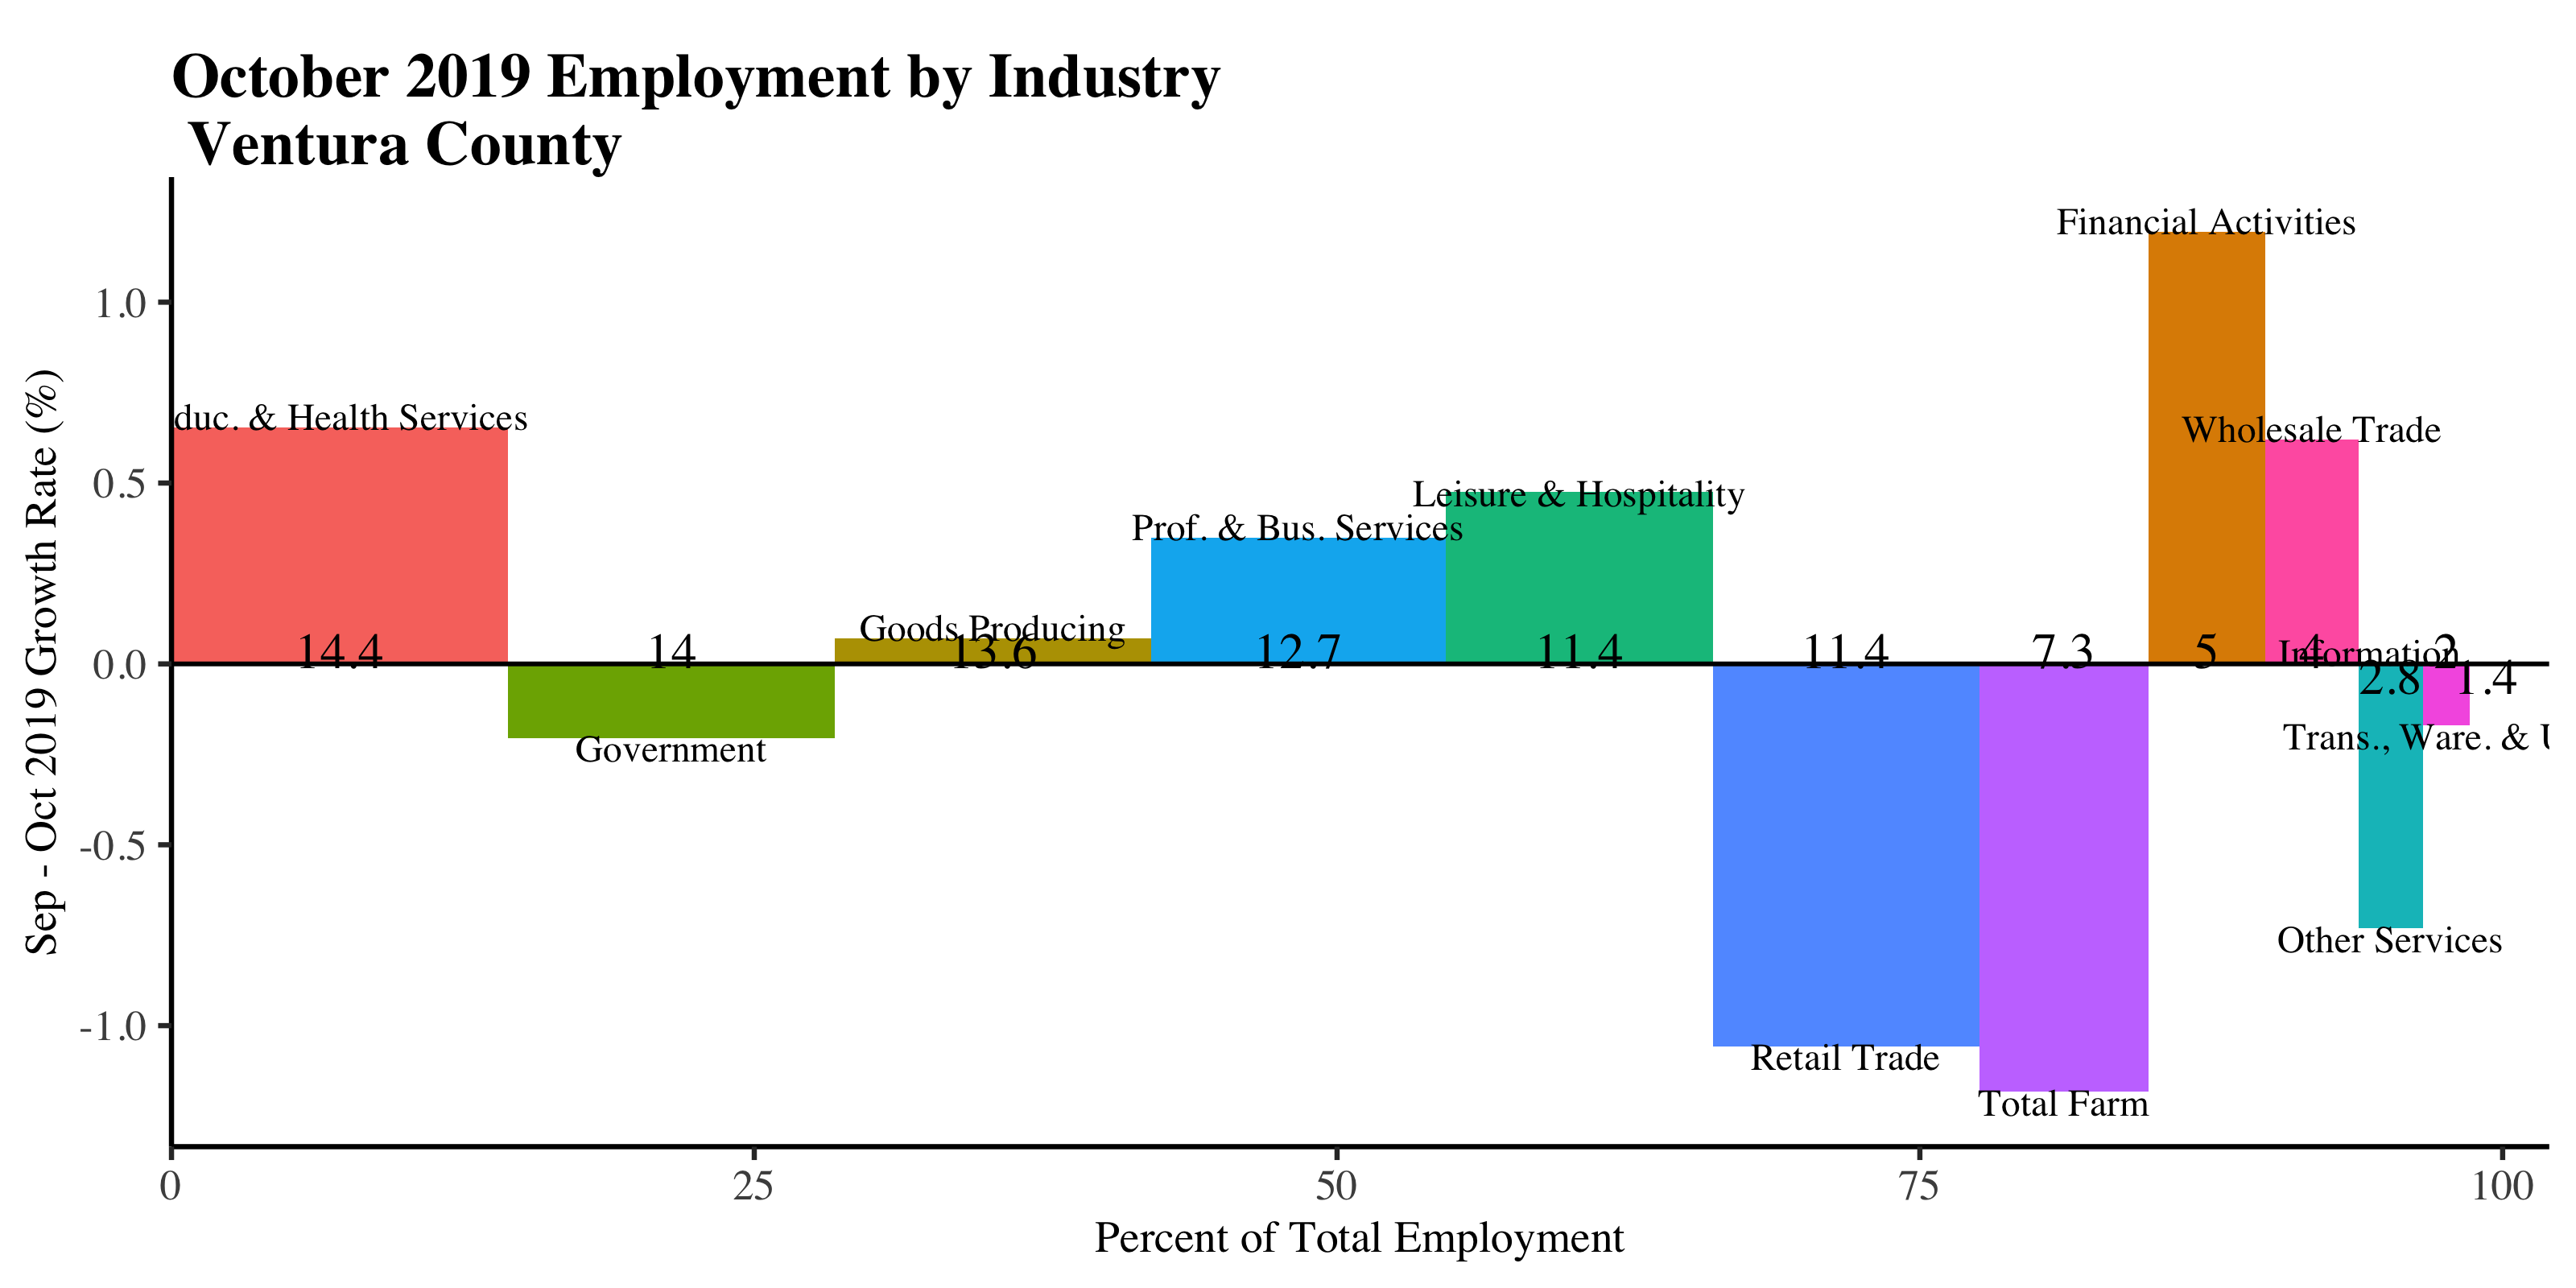 October 2019 Employment by Industry
Ventura County
Financial Activities
1.0
duc. & Health Services
Wholesale Trade
0.5
Leisure & Hospitality
Prof. & Bus. Services
Goods Producing
Information
14.4
14
13.6
12.7
11.4
11.4
7.3
5
4
2
0.0
2.8
1.4
Government
Trans., Ware. & U
-0.5
Other Services
-1.0
Retail Trade
Total Farm
0
25
50
75
100
Percent of Total Employment
Sep - Oct 2019 Growth Rate (%)